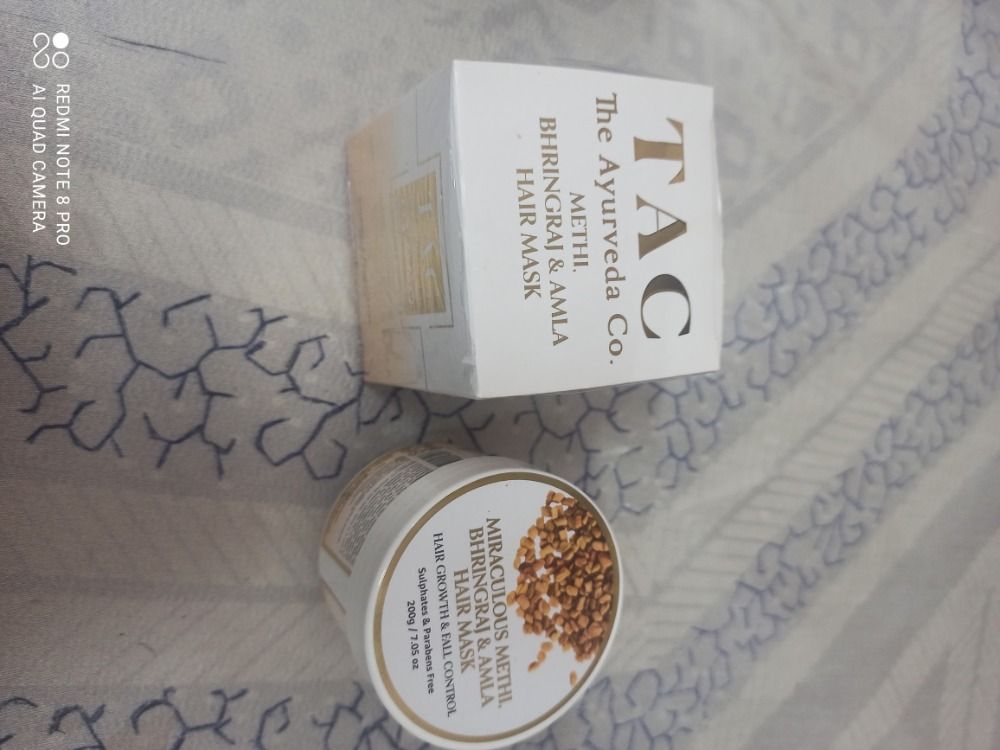 TAC
The Ayurveda Co.
METHI,
BHRINGRAJ & AMLA
HAIR MASK
MIRACULOUS METHI,
BHRINGRAJ & AMLA
HAIR MASK
HAIR GROWTH & FALL CONTROL
Sulphates & Parabens Free
200g / 7.05 oz
REDMI NOTE 8 PRO
AI QUAD CAMERA